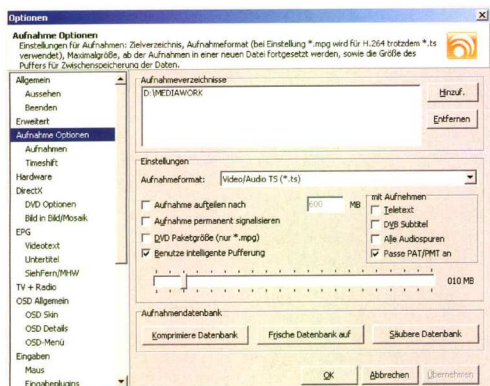 Optionen
Aufnahme Optionen
Einstellungen für Aufnahmen: Zielverzeichnis, Aufnahmeformat (bei Einstellung *.mpg wird für H.264 trotzdem *.ts
verwendet), Maximalgröße, ab der Aufnahmen in einer neuen Datei fortgesetzt werden, sowie die Größe des
Puffers für Zwischenspeicherung der Daten.
Allgemein
Aussehen
Beenden
Erweitert
Aufnahme Optionen
Aufnahmen
Timeshift
Hardware
DirectX
DVD Optionen
Bild in Bild/Mosaik
EPG
Videotext
Untertitel
SiehFern/MHW
TV + Radio
OSD Allgemein
OSD Skin
OSD Details
OSD-Menü
Eingaben
Maus
Eingabeplugins
Aufnahmeverzeichnisse
D:\MEDIAWORK
Hinzuf.
Entfernen
Einstellungen
Aufnahmeformat: Video/Audio TS (*.ts)
Aufnahme aufteilen nach 600 MB
Aufnahme permanent signalisieren
DVD Paketgröße (nur *.mpg)
Benutze intelligente Pufferung
mit Aufnehmen
Teletext
DVB Subtitel
Alle Audiospuren
Passe PAT/PMT an
010 MB
Aufnahmendatenbank
Komprimiere Datenbank Frische Datenbank auf Säubere Datenbank
OK Abbrechen Übernehmen